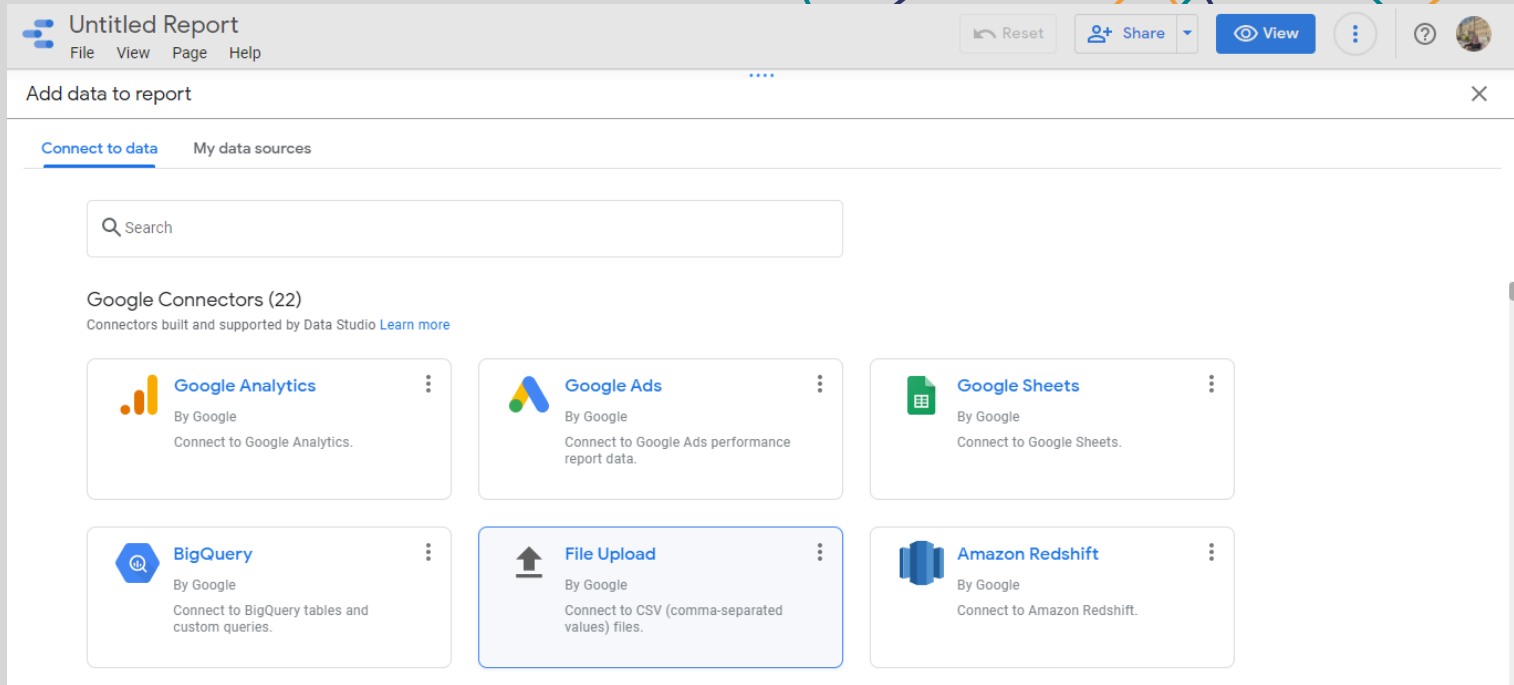 Untitled Report
File View Page Help
Reset
Share
View
Add data to report
Connect to data
My data sources
Search
Google Connectors (22)
Connectors built and supported by Data Studio Learn more
Google Analytics
By Google
Connect to Google Analytics.
Google Ads
By Google
Connect to Google Ads performance
report data.
Google Sheets
By Google
Connect to Google Sheets.
BigQuery
By Google
Connect to BigQuery tables and
custom queries.
File Upload
By Google
Connect to CSV (comma-separated
values) files.
Amazon Redshift
By Google
Connect to Amazon Redshift.